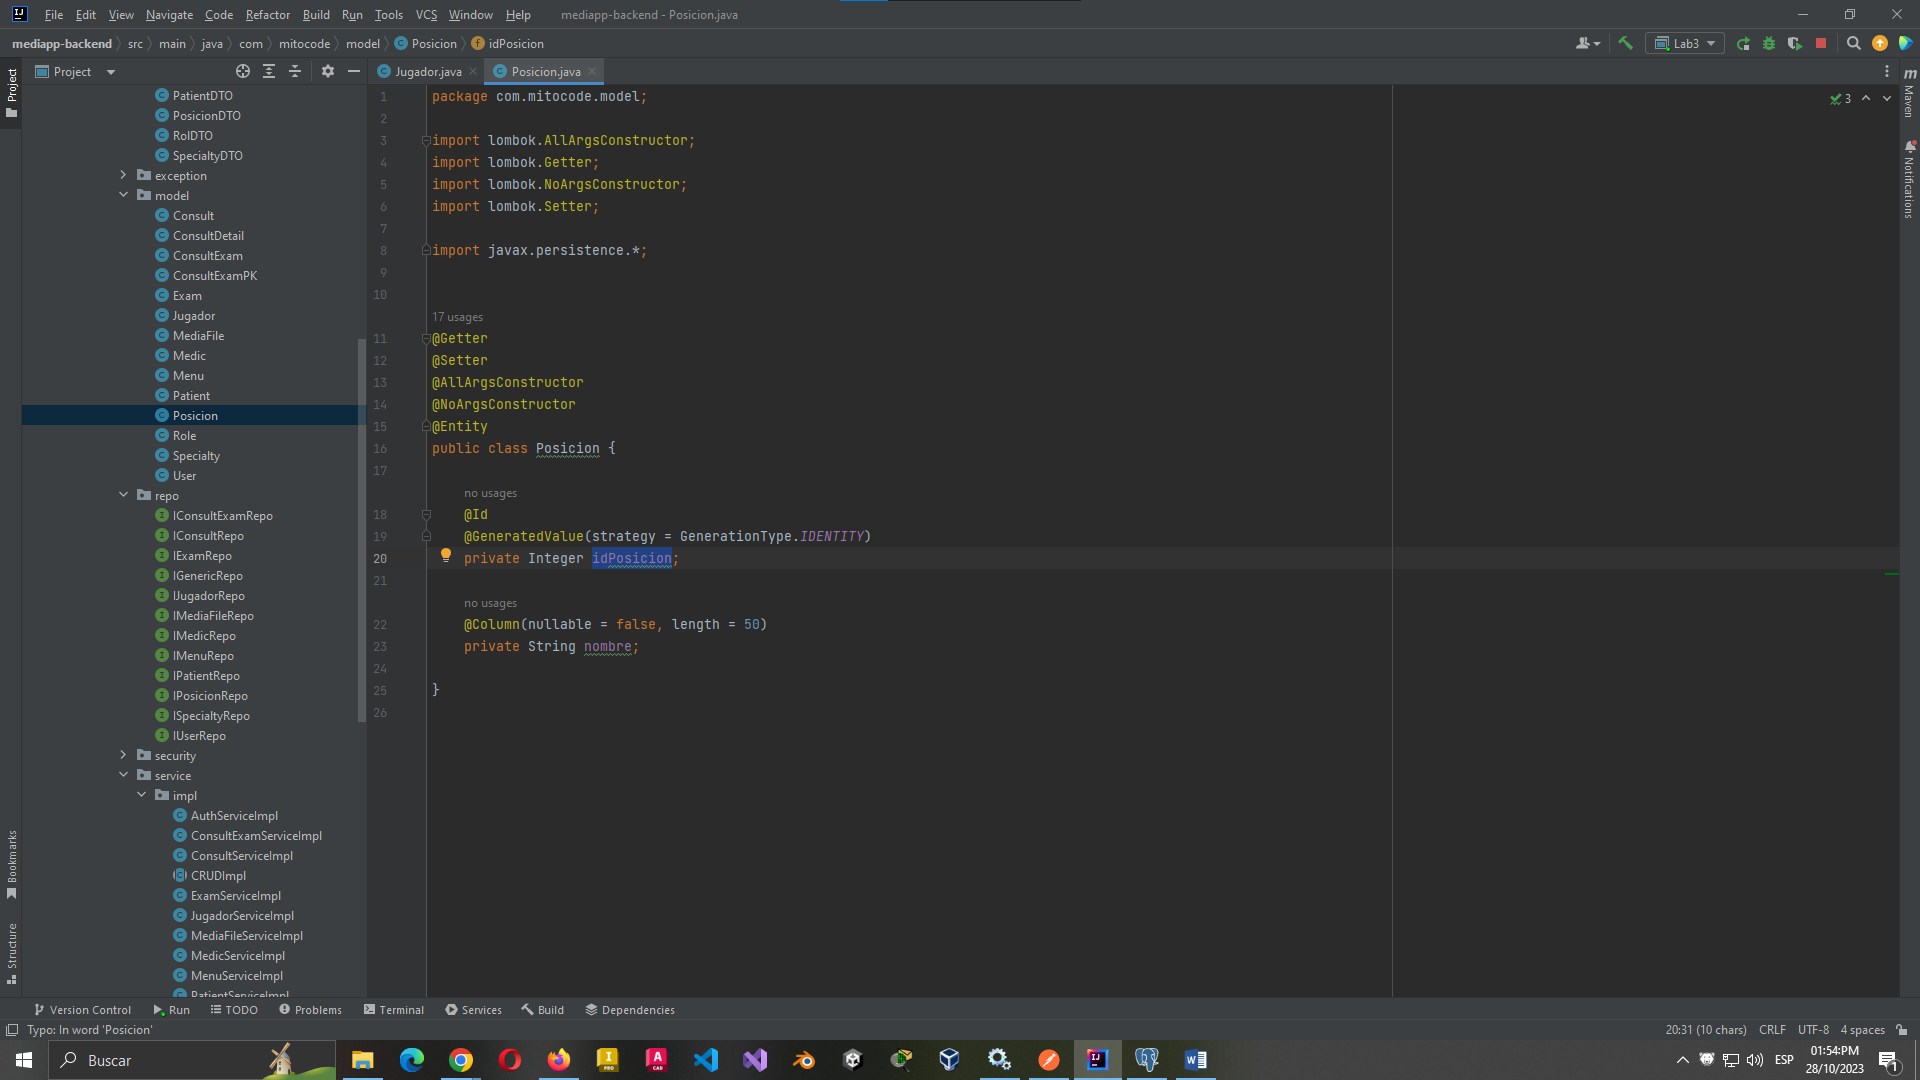 File Edit View Navigate Code Refactor Build Run Tools VCS Window Help mediapp-backend - Posicion.java
mediapp-backend src main java com mitocode model Posicion idPosicion
Lab3
Project
Jugador.java
Posicion.java
Project
Bookmarks
Structure
PatientDTO
PosicionDTO
RolDTO
SpecialtyDTO
exception
model
Consult
ConsultDetail
ConsultExam
ConsultExamPK
Exam
Jugador
MediaFile
Medic
Menu
Patient
Posicion
Role
Specialty
User
repo
IConsultExamRepo
IConsultRepo
IExamRepo
IGenericRepo
IJugadorRepo
IMediaFileRepo
IMedicRepo
IMenuRepo
IPatientRepo
IPosicionRepo
ISpecialtyRepo
IUserRepo
security
service
impl
AuthServiceImpl
ConsultExamServiceImpl
ConsultServiceImpl
CRUDImpl
ExamServiceImpl
JugadorServiceImpl
MediaFileServiceImpl
MedicServiceImpl
MenuServiceImpl
PatientServiceImpl
1 package com.mitocode.model;
2
3 import lombok.AllArgsConstructor;
4 import lombok.Getter;
5 import lombok.NoArgsConstructor;
6 import lombok.Setter;
7
8 import javax.persistence.*;
9
10
17 usages
11 @Getter
12 @Setter
13 @AllArgsConstructor
14 @NoArgsConstructor
15 @Entity
16 public class Posicion {
17
no usages
18 @Id
19 @GeneratedValue(strategy = GenerationType.IDENTITY)
20 private Integer idPosicion;
21
no usages
22 @Column(nullable = false, length = 50)
23 private String nombre;
24
25 }
26
3
Maven
Notifications
Version Control Run TODO Problems Terminal Services Build Dependencies
Typo: In word 'Posicion'
20:31 (10 chars) CRLF UTF-8 4 spaces
Buscar
ESP
01:54:PM
28/10/2023
1